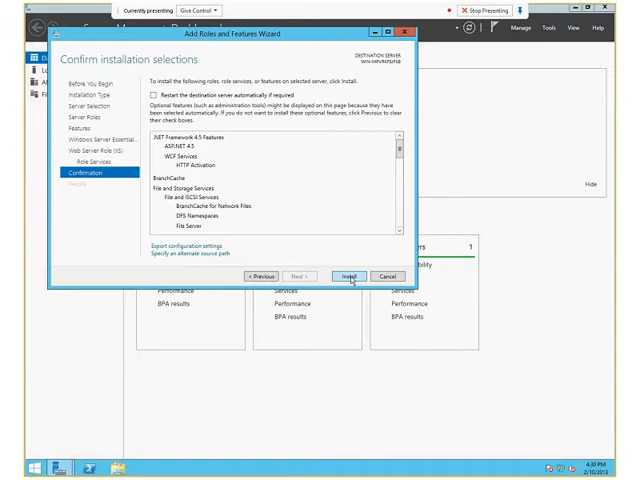 Currently presenting
Give Control
Stop Presenting
Manage
Tools
View
Help
Add Roles and Features Wizard
Confirm installation selections
DESTINATION SERVER
Before You Begin
Installation Type
Server Selection
Server Roles
Features
Windows Server Essential...
Web Server Role (IIS)
Role Services
Confirmation
Results
To install the following roles, role services, or features on selected server, click Install.
Restart the destination server automatically if required
Optional features (such as administration tools) might be displayed on this page because they have
been selected automatically. If you do not want to install these optional features, click Previous to clear
their check boxes.
.NET Framework 4.5 Features
ASP.NET 4.5
WCF Services
HTTP Activation
BranchCache
File and Storage Services
File and iSCSI Services
BranchCache for Network Files
DFS Namespaces
File Server
Export configuration settings
Specify an alternate source path
< Previous
Next >
Install
Cancel
Hide
1
Services
Performance
BPA results
Performance
BPA results
Performance
BPA results
4:30 PM
2/10/2013